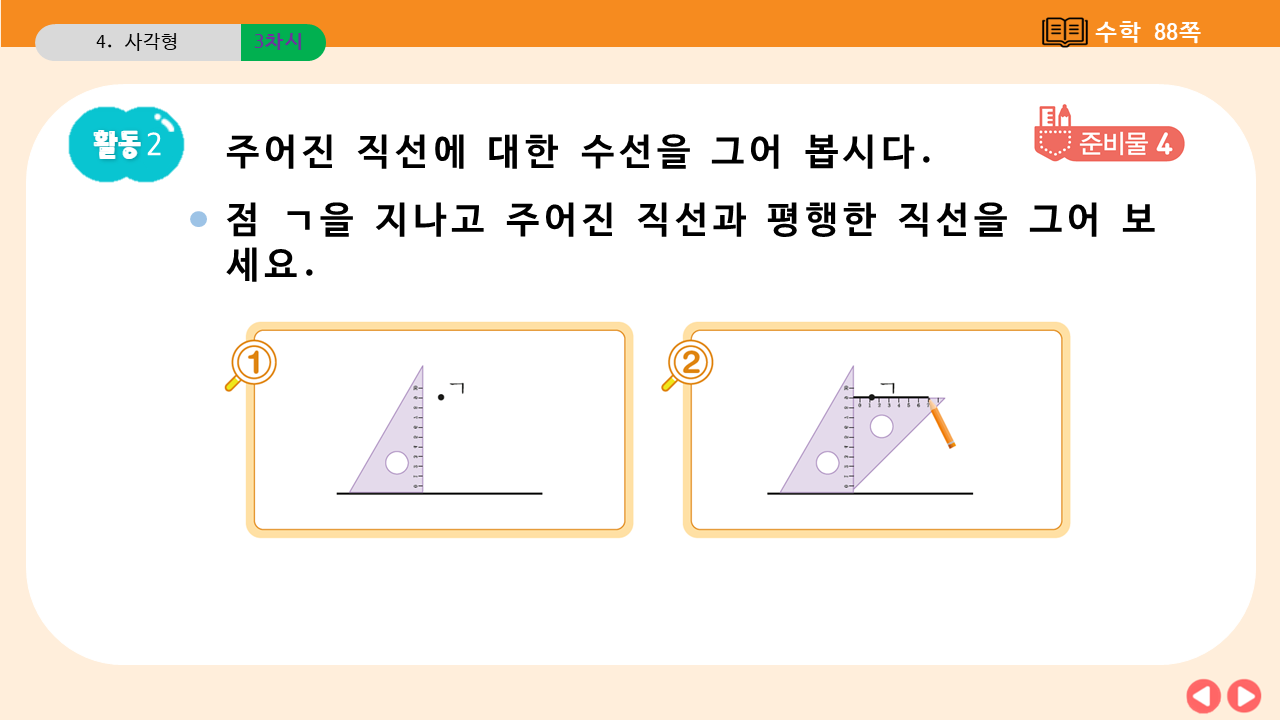 4. 사각형
3차시
수학 88쪽
활동 2
주어진 직선에 대한 수선을 그어 봅시다.
준비물 4
점 ㄱ을 지나고 주어진 직선과 평행한 직선을 그어 보
세요.
1
ㄱ
2
ㄱ